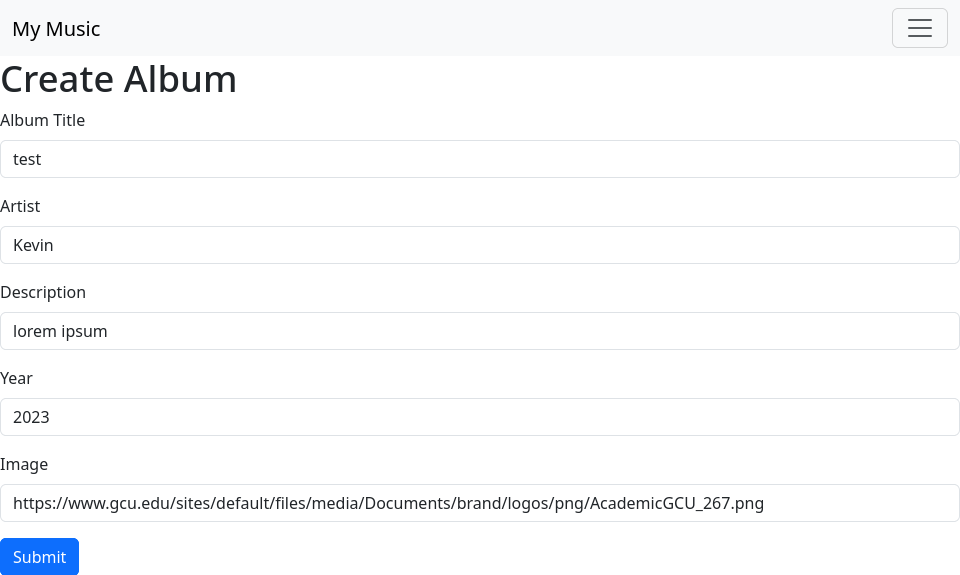 My Music
Create Album
Album Title
test
Artist
Kevin
Description
lorem ipsum
Year
2023
Image
https://www.gcu.edu/sites/default/files/media/Documents/brand/logos/png/AcademicGCU_267.png
Submit